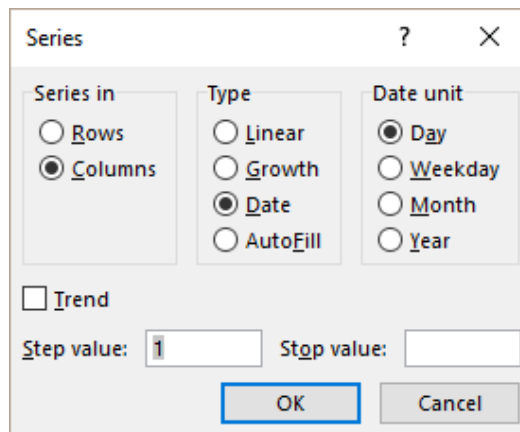 Series ? X
Series in
Rows
Columns
Type
Linear
Growth
Date
AutoFill
Date unit
Day
Weekday
Month
Year
Trend
Step value: 1 Stop value:
OK Cancel